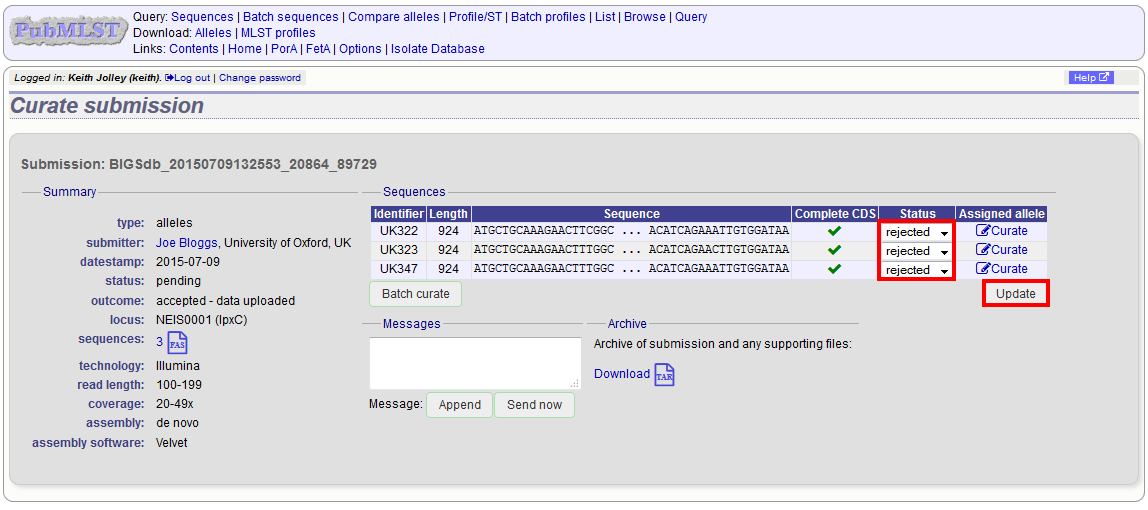 PubMLST
Query: Sequences | Batch sequences | Compare alleles | Profile/ST | Batch profiles | List | Browse | Query
Download: Alleles | MLST profiles
Links: Contents | Home | PorA | FetA | Options | Isolate Database
Logged in: Keith Jolley (keith). Log out | Change password
Help
Curate submission
Submission: BIGSdb_20150709132553_20864_89729
Summary
type: alleles
submitter: Joe Bloggs, University of Oxford, UK
datestamp: 2015-07-09
status: pending
outcome: accepted - data uploaded
locus: NEIS0001 (lpxC)
sequences: 3 FAS
technology: Illumina
read length: 100-199
coverage: 20-49x
assembly: de novo
assembly software: Velvet
Sequences
Identifier Length Sequence Complete CDS Status Assigned allele
UK322 924 ATGCTGCAAAGAACTTCGGC ... ACATCAGAAATTGTGGATAA rejected Curate
UK323 924 ATGCTGCAAAGAACTTTGGC ... ACATCAGAAATTGTGGATAA rejected Curate
UK347 924 ATGCTGCAAAGAACTTTGGC ... ACATCAGAAATTGTGGATAA rejected Curate
Batch curate Update
Messages
Message: Append Send now
Archive
Archive of submission and any supporting files:
Download TAR